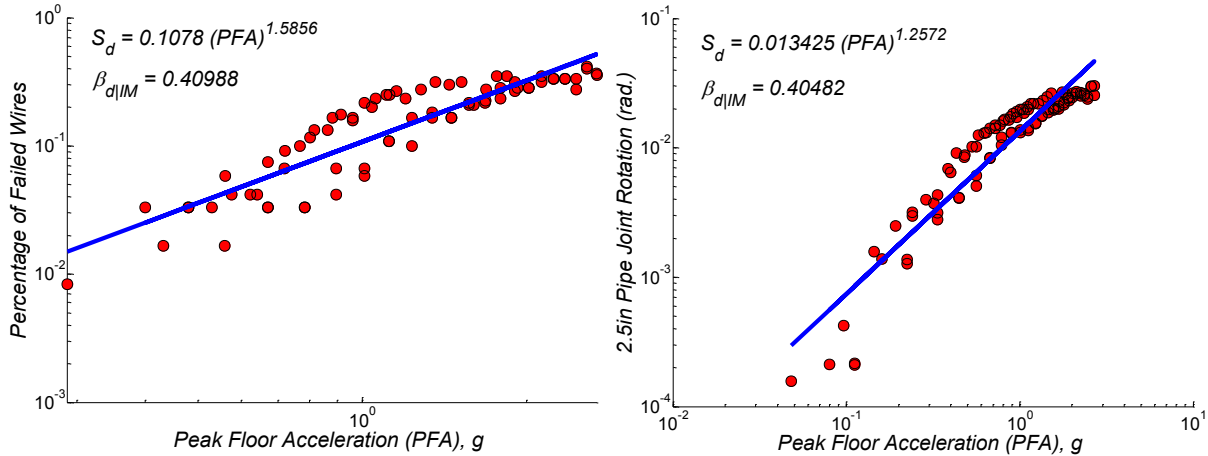 S_d = 0.1078 (PFA)^1.5856
β_d|IM = 0.40988
Percentage of Failed Wires
10^0
10^-1
10^-2
10^-3
10^0
Peak Floor Acceleration (PFA), g
S_d = 0.013425 (PFA)^1.2572
β_d|IM = 0.40482
2.5in Pipe Joint Rotation (rad.)
10^-1
10^-2
10^-3
10^-4
10^-2
10^-1
10^0
10^1
Peak Floor Acceleration (PFA), g